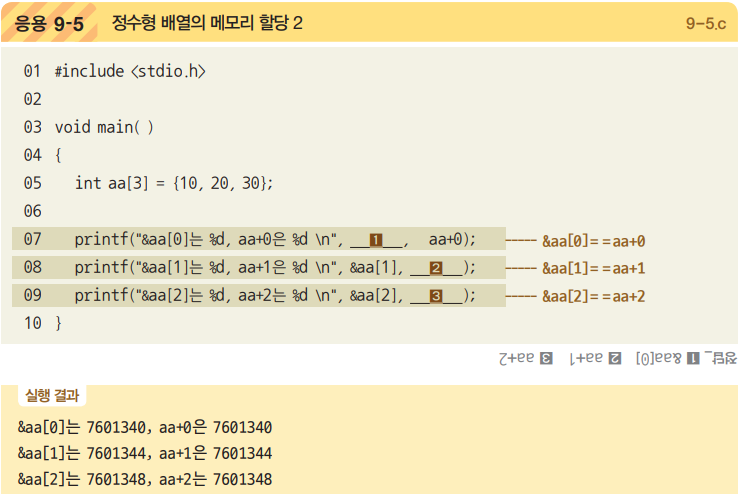 응용 9-5 정수형 배열의 메모리 할당 2 9-5.c
01 #include <stdio.h>
02
03 void main( )
04 {
05 int aa[3] = {10, 20, 30};
06
07 printf("&aa[0]는 %d, aa+0은 %d \n", __1__, aa+0); ----- &aa[0]==aa+0
08 printf("&aa[1]는 %d, aa+1은 %d \n", &aa[1], __2__); ----- &aa[1]==aa+1
09 printf("&aa[2]는 %d, aa+2는 %d \n", &aa[2], __3__); ----- &aa[2]==aa+2
10 }
정답_ 1 &aa[0] 2 aa+1 3 aa+2
실행 결과
&aa[0]는 7601340, aa+0은 7601340
&aa[1]는 7601344, aa+1은 7601344
&aa[2]는 7601348, aa+2는 7601348